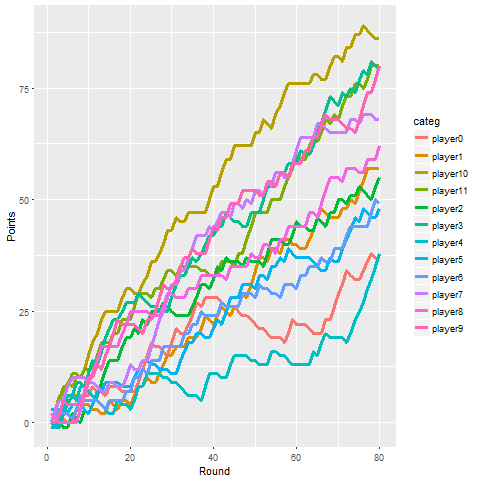 75
50
25
0
Points
0
20
40
60
80
Round
categ
player0
player1
player10
player11
player2
player3
player4
player5
player6
player7
player8
player9